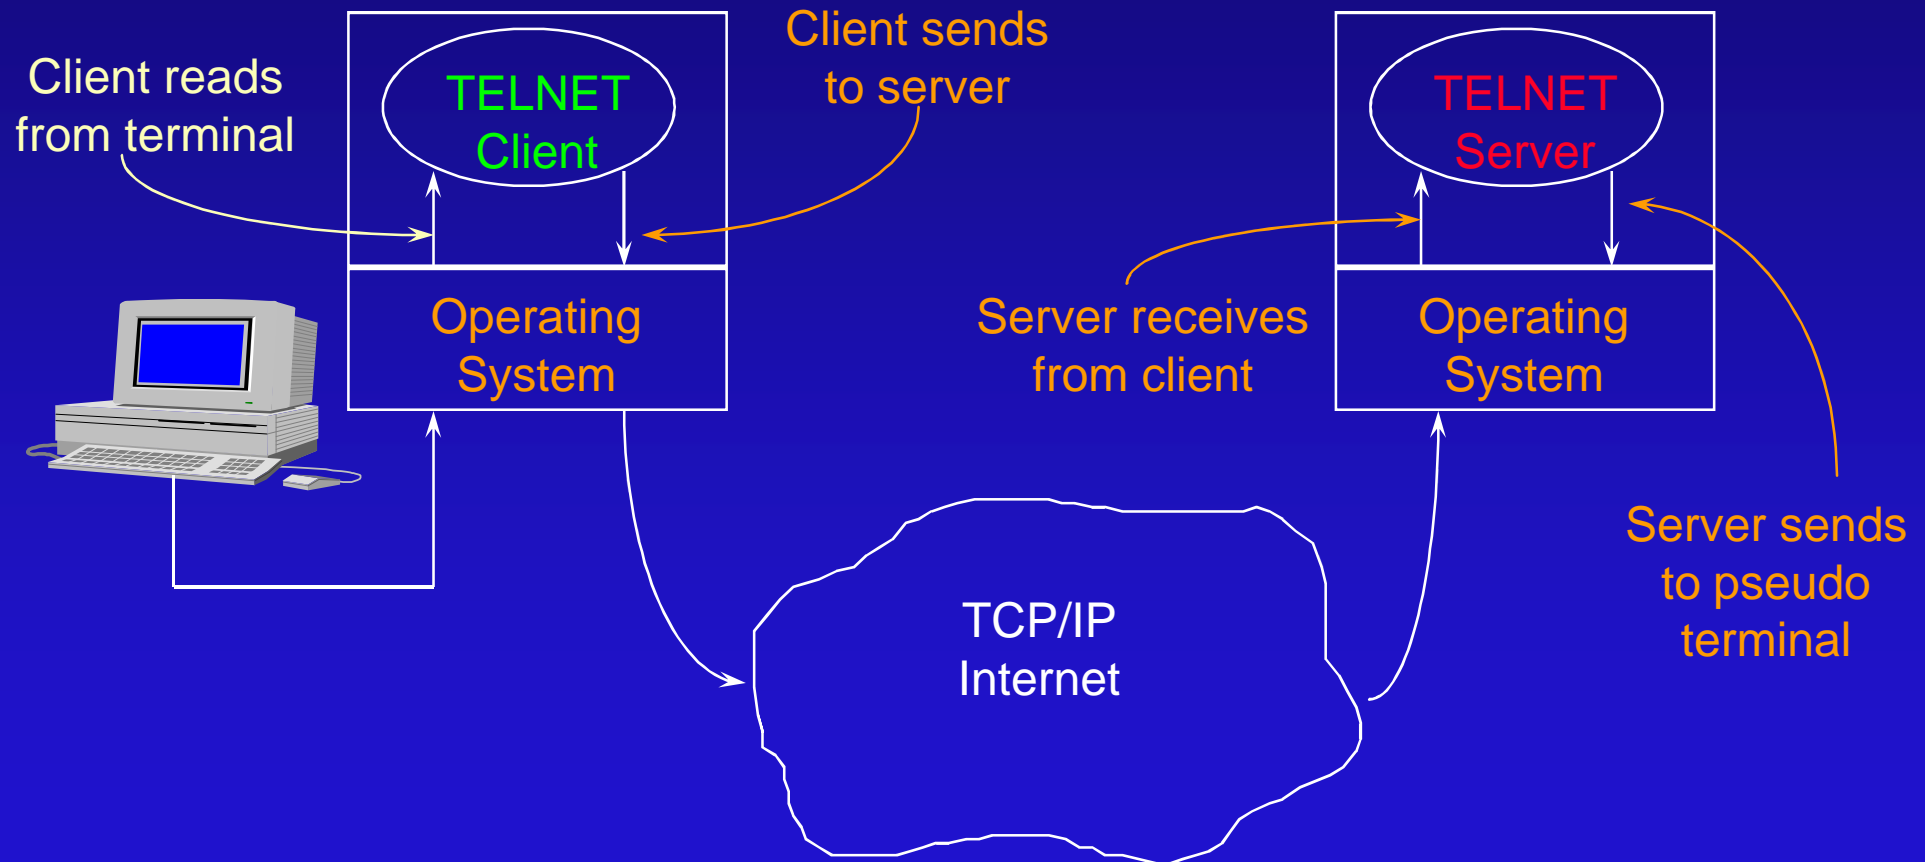 Client reads
from terminal
TELNET
Client
Client sends
to server
TELNET
Server
Operating
System
Server receives
from client
Operating
System
TCP/IP
Internet
Server sends
to pseudo
terminal